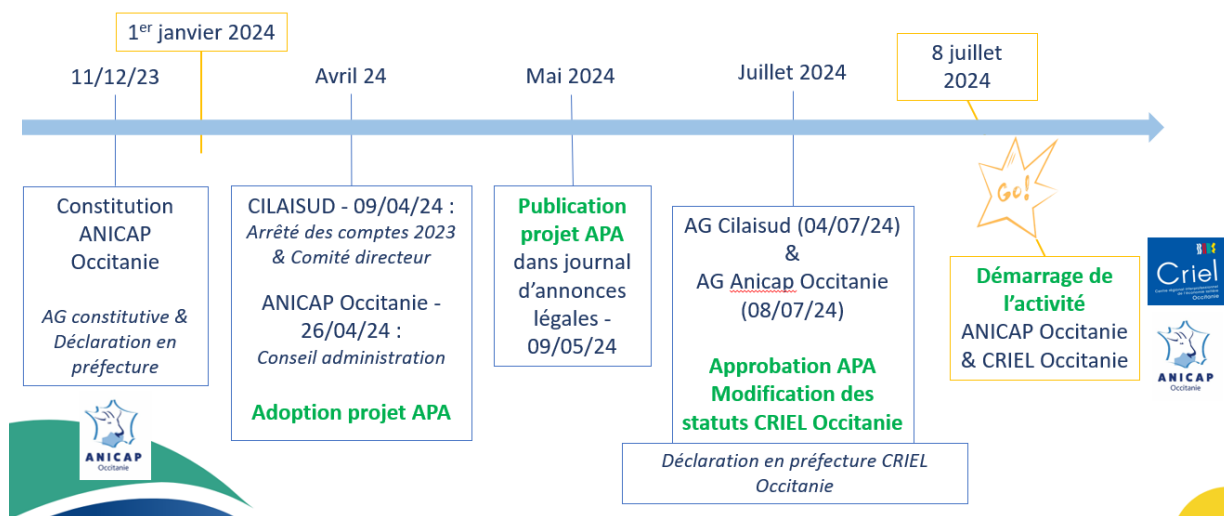 1er janvier 2024
11/12/23
Avril 24
Mai 2024
Juillet 2024
8 juillet
2024
Constitution
ANICAP
Occitanie
AG constitutive &
Déclaration en
préfecture
CILAISUD - 09/04/24 :
Arrêté des comptes 2023
& Comité directeur
ANICAP Occitanie -
26/04/24 :
Conseil administration
Adoption projet APA
Publication
projet APA
dans journal
d’annonces
légales -
09/05/24
AG Cilaisud (04/07/24)
&
AG Anicap Occitanie
(08/07/24)
Approbation APA
Modification des
statuts CRIEL Occitanie
Déclaration en préfecture CRIEL
Occitanie
Go!
Démarrage de
l’activité
ANICAP Occitanie
& CRIEL Occitanie
Criel
Occitanie
ANICAP
Occitanie
ANICAP
Occitanie